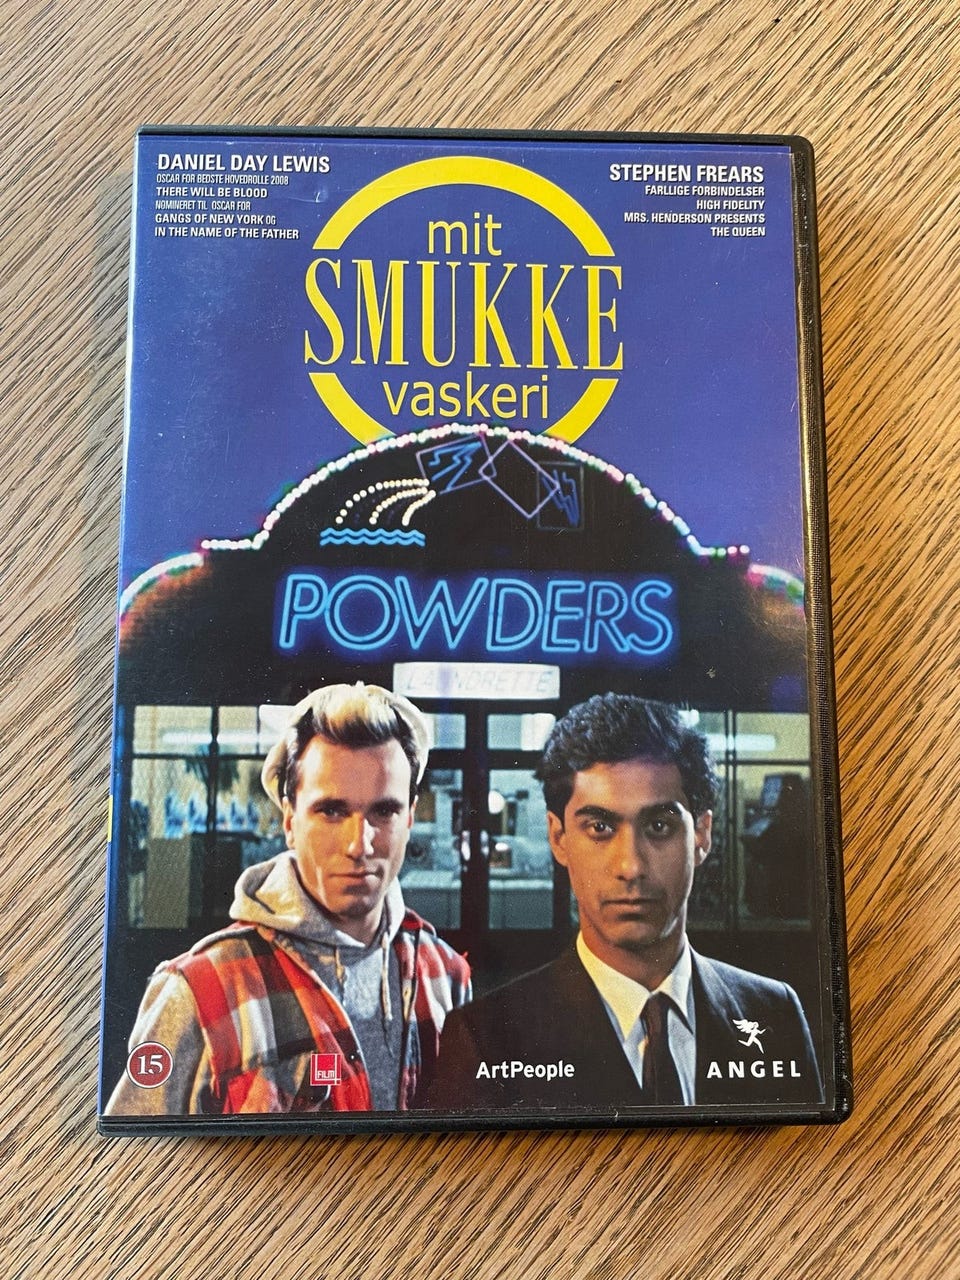 DANIEL DAY LEWIS
OSCAR FOR BEDSTE HOVEDROLLE 2008
THERE WILL BE BLOOD
NOMINERET TIL OSCAR FOR
GANGS OF NEW YORK OG
IN THE NAME OF THE FATHER
STEPHEN FREARS
FARLLIGE FORBINDELSER
HIGH FIDELITY
MRS. HENDERSON PRESENTS
THE QUEEN
mit
SMUKKE
vaskeri
POWDERS
LAUNDRETTE
15
FILM
ArtPeople
ANGEL